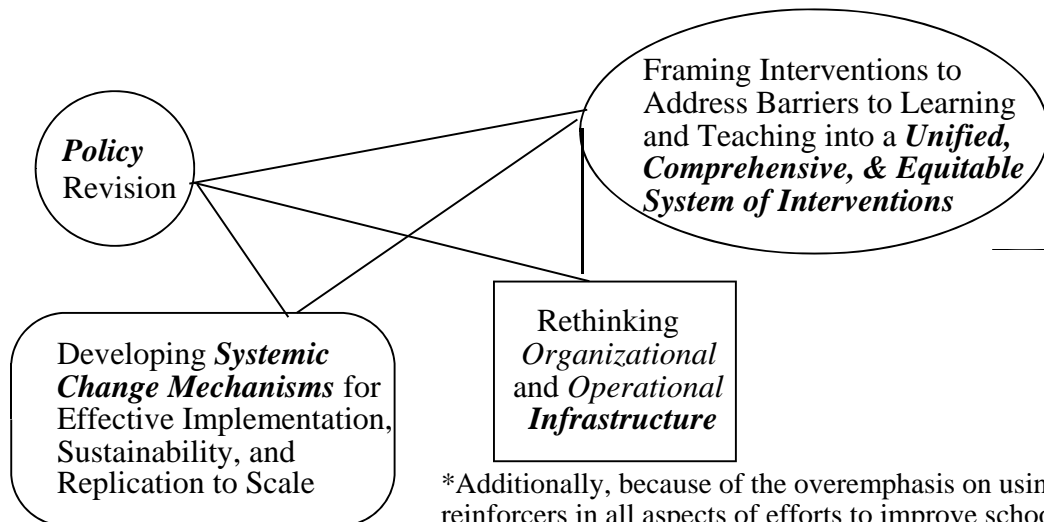 Policy
Revision
Framing Interventions to
Address Barriers to Learning
and Teaching into a Unified,
Comprehensive, & Equitable
System of Interventions
Developing Systemic
Change Mechanisms for
Effective Implementation,
Sustainability, and
Replication to Scale
Rethinking
Organizational
and Operational
Infrastructure
*Additionally, because of the overemphasis on usin
reinforcers in all aspects of efforts to improve schoo